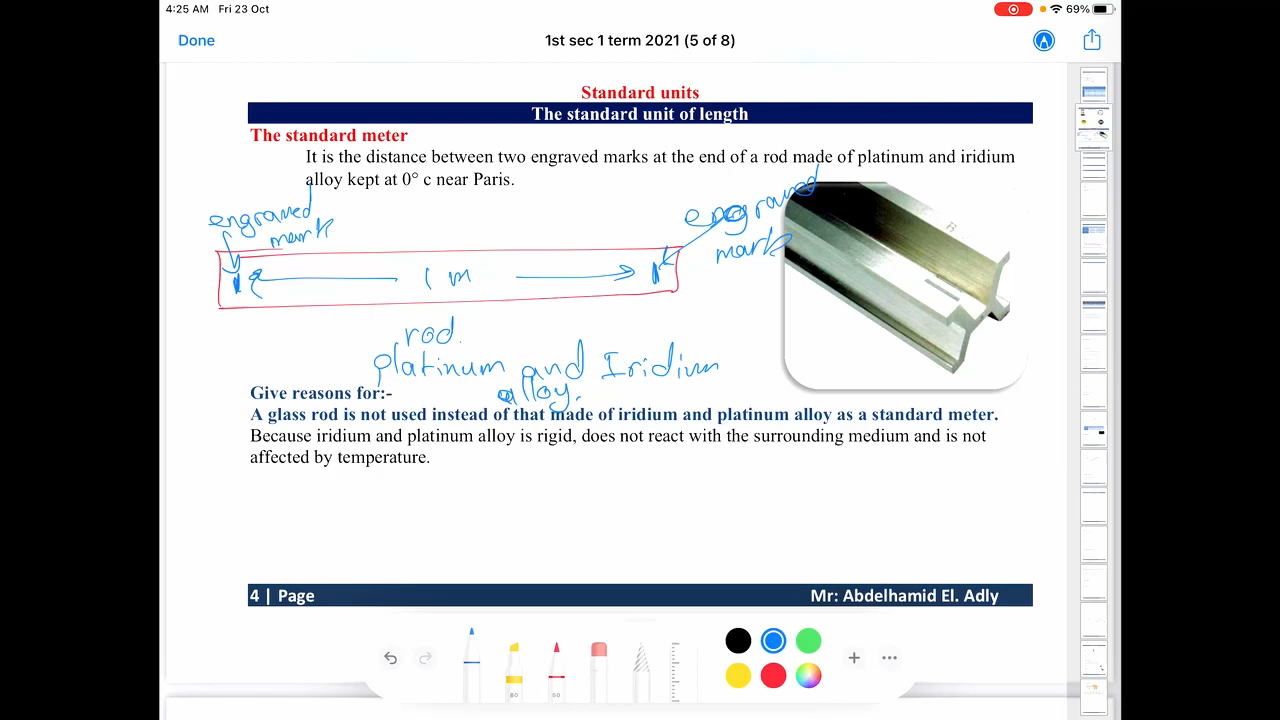 4:25 AM Fri 23 Oct
69%
Done
1st sec 1 term 2021 (5 of 8)
Standard units
The standard unit of length
The standard meter
It is the distance between two engraved marks at the end of a rod made of platinum and iridium
alloy kept at 0° c near Paris.
engraved
mark
engraved
mark
B
1 m
rod.
platinum and Iridium
alloy.
Give reasons for:-
A glass rod is not used instead of that made of iridium and platinum alloy as a standard meter.
Because iridium and platinum alloy is rigid, does not react with the surrounding medium and is not
affected by temperature.
4 | Page
Mr: Abdelhamid El. Adly
80
50